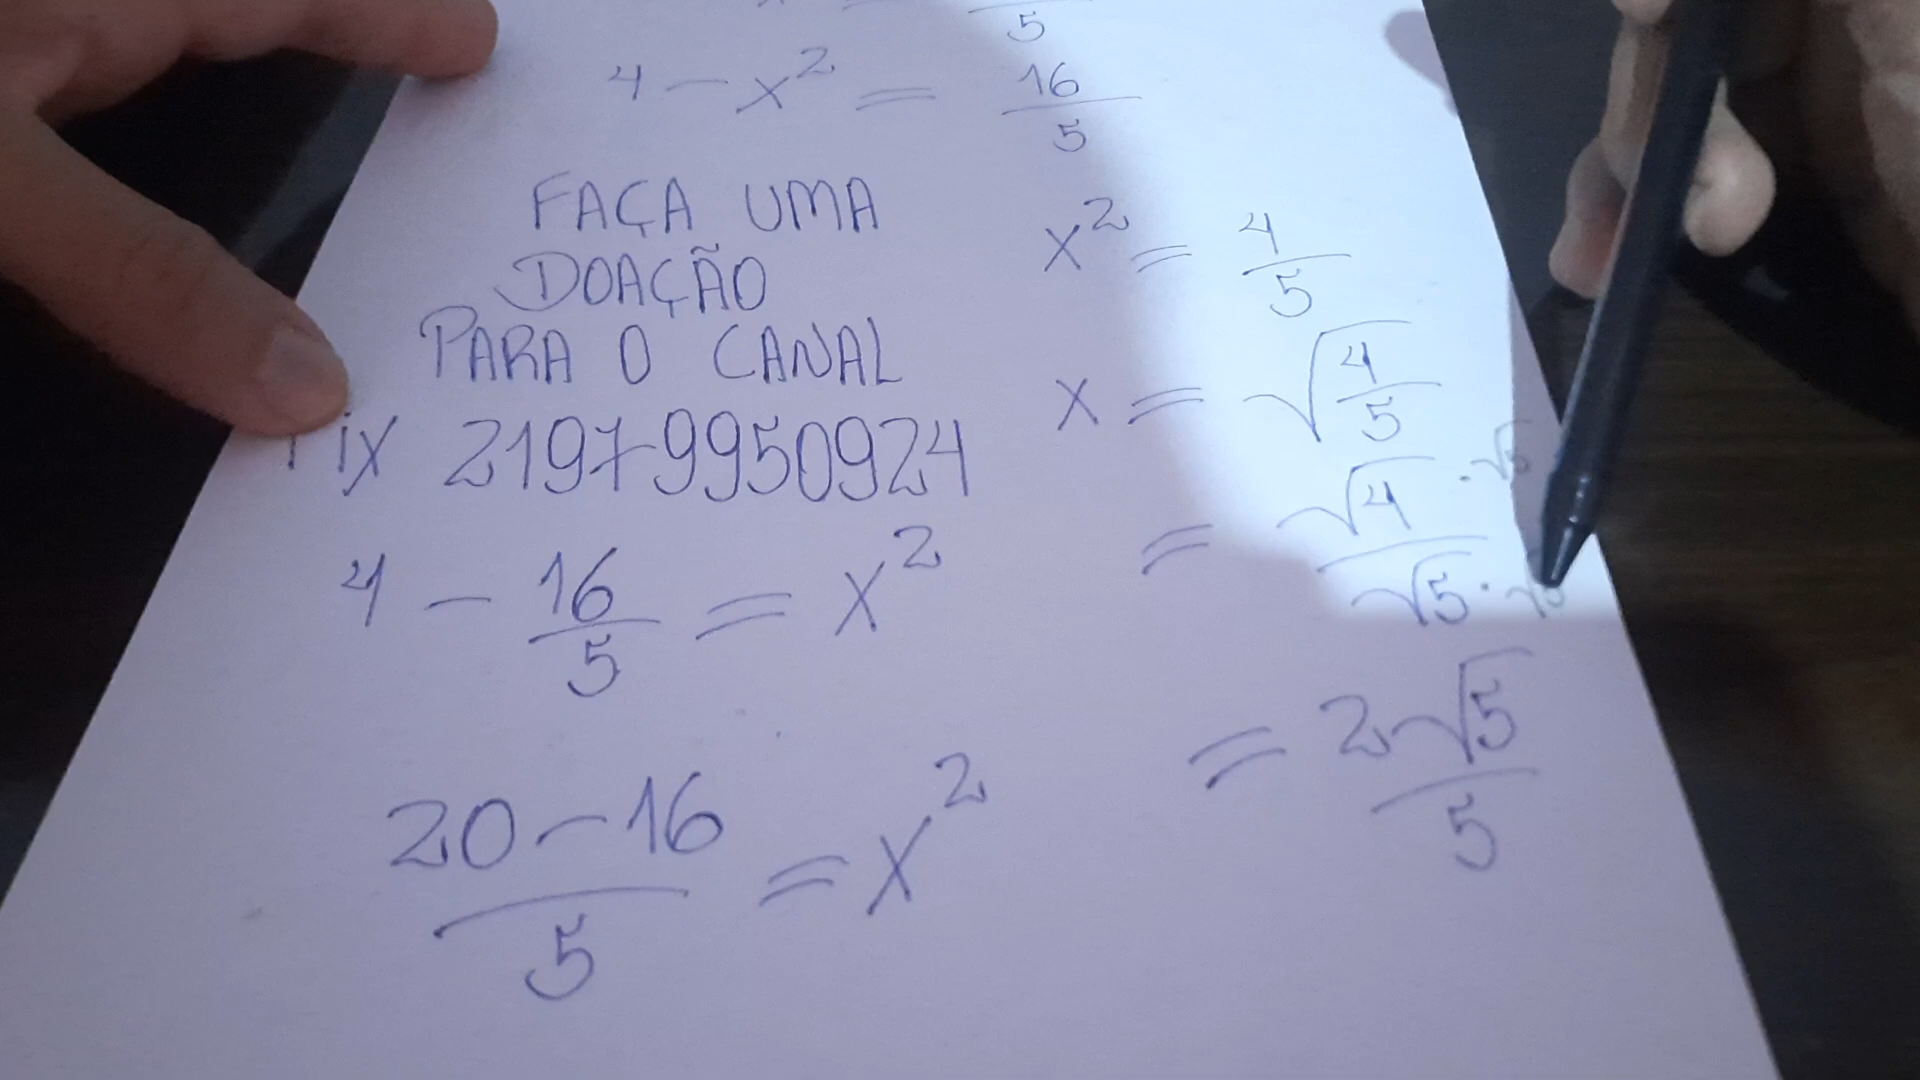 5
4 - x² = 16/5
FAÇA UMA
DOAÇÃO
PARA O CANAL
Pix 21979950924
4 - 16/5 = x²
20 - 16/5 = x²
x² = 4/5
x = √4/5
= √4 · √5/√5 · √5
= 2√5/5